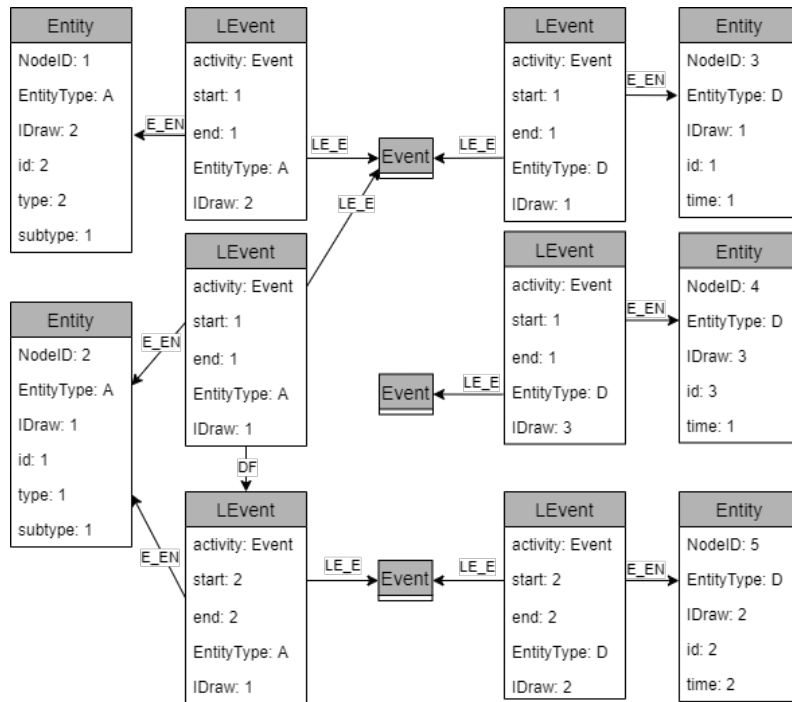 Entity
NodeID: 1
EntityType: A
IDraw: 2
id: 2
type: 2
subtype: 1
E_EN
LEvent
activity: Event
start: 1
end: 1
EntityType: A
IDraw: 2
LE_E
Event
LE_E
LE_E
LEvent
activity: Event
start: 1
end: 1
EntityType: D
IDraw: 1
E_EN
Entity
NodeID: 3
EntityType: D
IDraw: 1
id: 1
time: 1
Entity
NodeID: 2
EntityType: A
IDraw: 1
id: 1
type: 1
subtype: 1
E_EN
LEvent
activity: Event
start: 1
end: 1
EntityType: A
IDraw: 1
DF
Event
LE_E
LEvent
activity: Event
start: 1
end: 1
EntityType: D
IDraw: 3
E_EN
Entity
NodeID: 4
EntityType: D
IDraw: 3
id: 3
time: 1
E_EN
LEvent
activity: Event
start: 2
end: 2
EntityType: A
IDraw: 1
LE_E
Event
LE_E
LEvent
activity: Event
start: 2
end: 2
EntityType: D
IDraw: 2
E_EN
Entity
NodeID: 5
EntityType: D
IDraw: 2
id: 2
time: 2